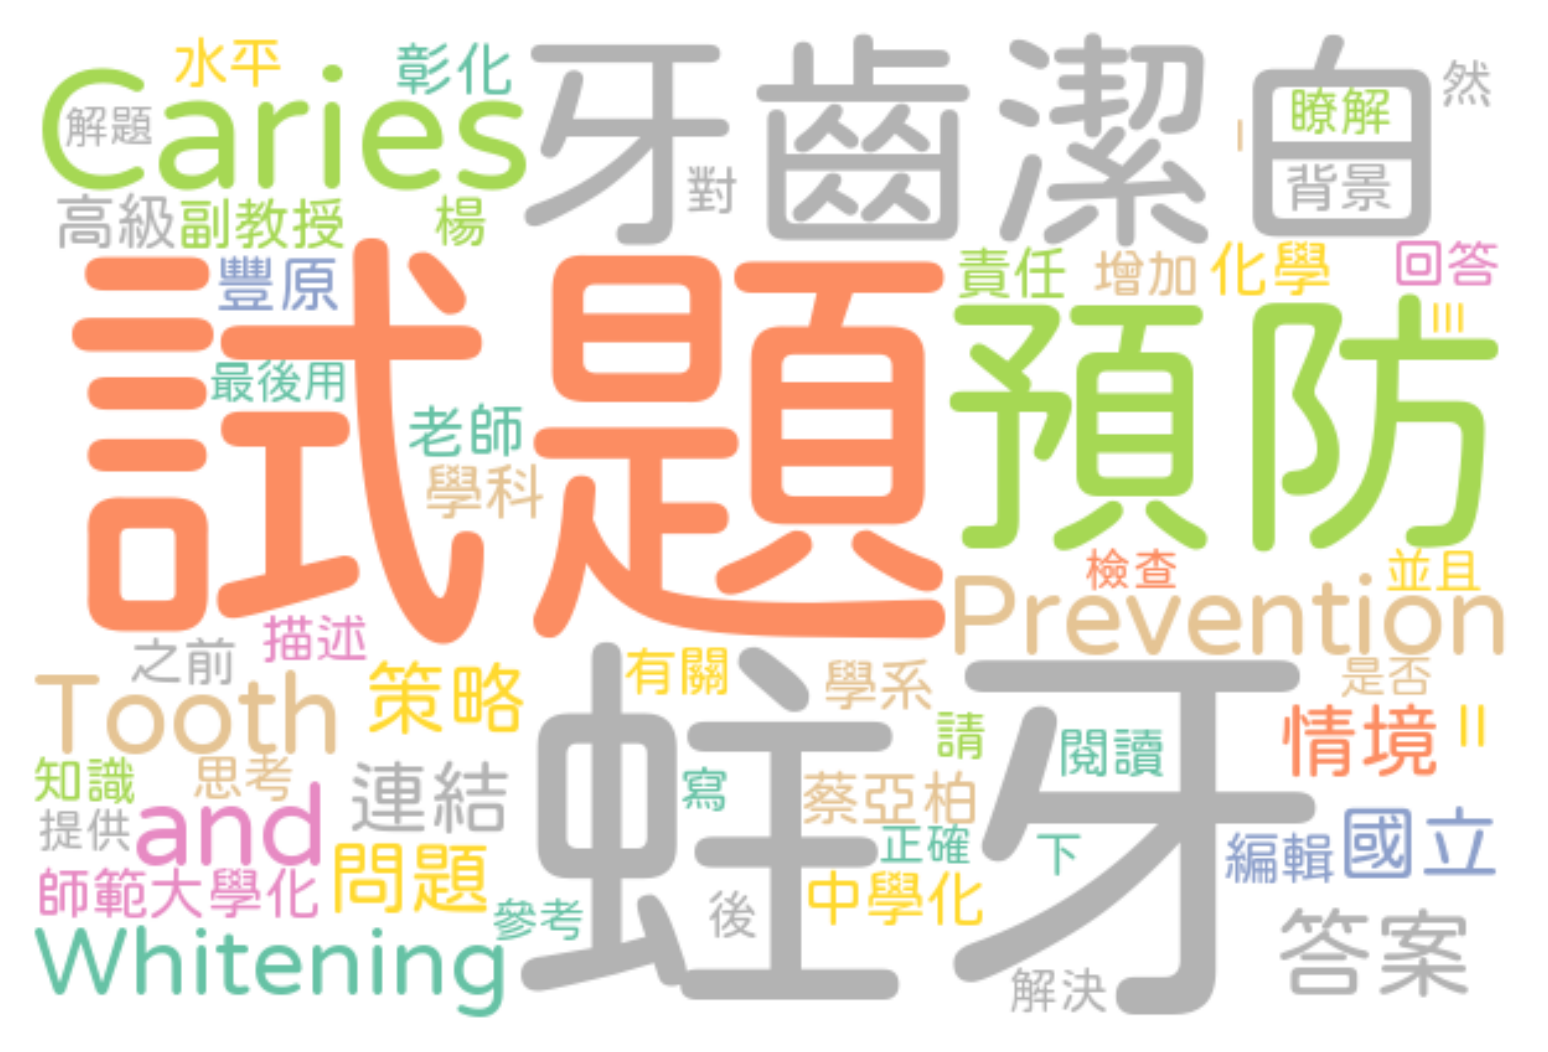 水平
彰化
Caries
解題
牙齒潔白
瞭解
背景
然
I
對
高級
副教授
楊
豐原
試題
最後用
老師
學科
責任
增加
化學
回答
III
預防
檢查
並且
Prevention
描述
之前
Tooth
策略
有關
學系
是否
蛀牙
請
閱讀
情境
II
知識
思考
連結
寫
蔡亞柏
提供
and
正確
下
編輯
國立
師範大學化
問題
參考
後
中學化
答案
Whitening
解決